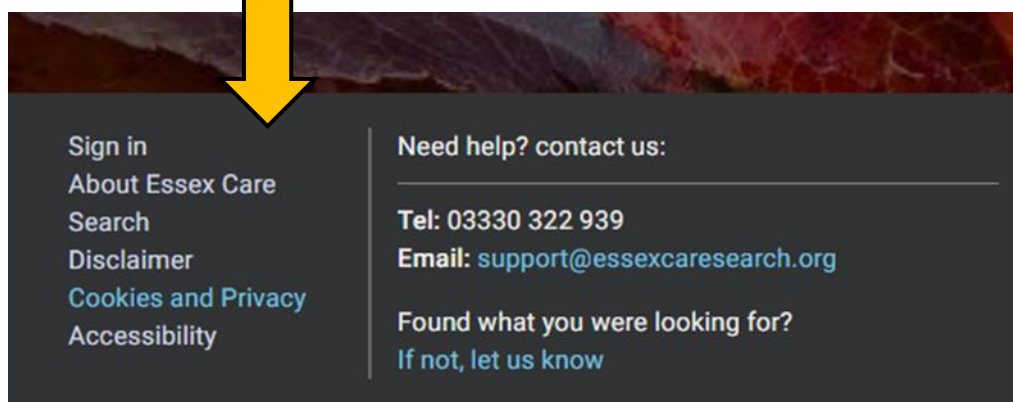 Sign in
About Essex Care
Search
Disclaimer
Cookies and Privacy
Accessibility
Need help? contact us:
Tel: 03330 322 939
Email: support@essexcaresearch.org
Found what you were looking for?
If not, let us know